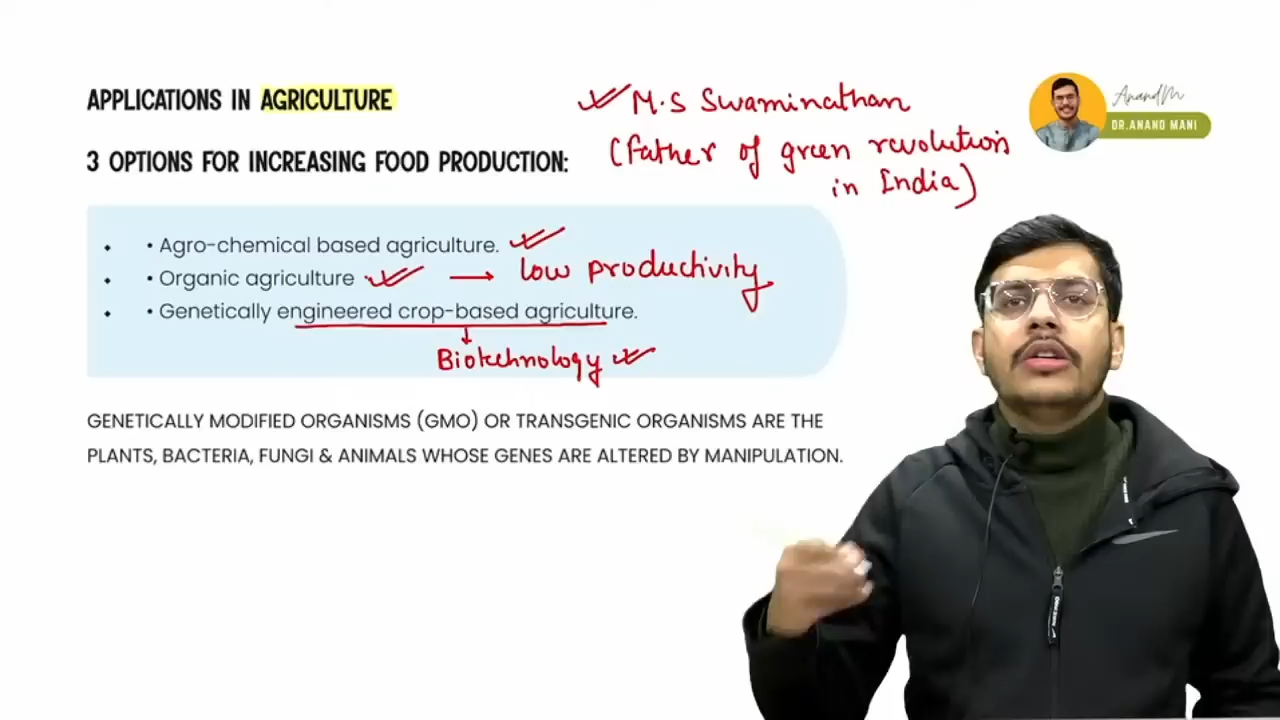 APPLICATIONS IN AGRICULTURE
M.S Swaminathan
(Father of green revolution
in India)
AnandM
DR.ANAND MANI
3 OPTIONS FOR INCREASING FOOD PRODUCTION:
• Agro-chemical based agriculture.
• Organic agriculture → low productivity
• Genetically engineered crop-based agriculture.
Biotechnology
GENETICALLY MODIFIED ORGANISMS (GMO) OR TRANSGENIC ORGANISMS ARE THE
PLANTS, BACTERIA, FUNGI & ANIMALS WHOSE GENES ARE ALTERED BY MANIPULATION.